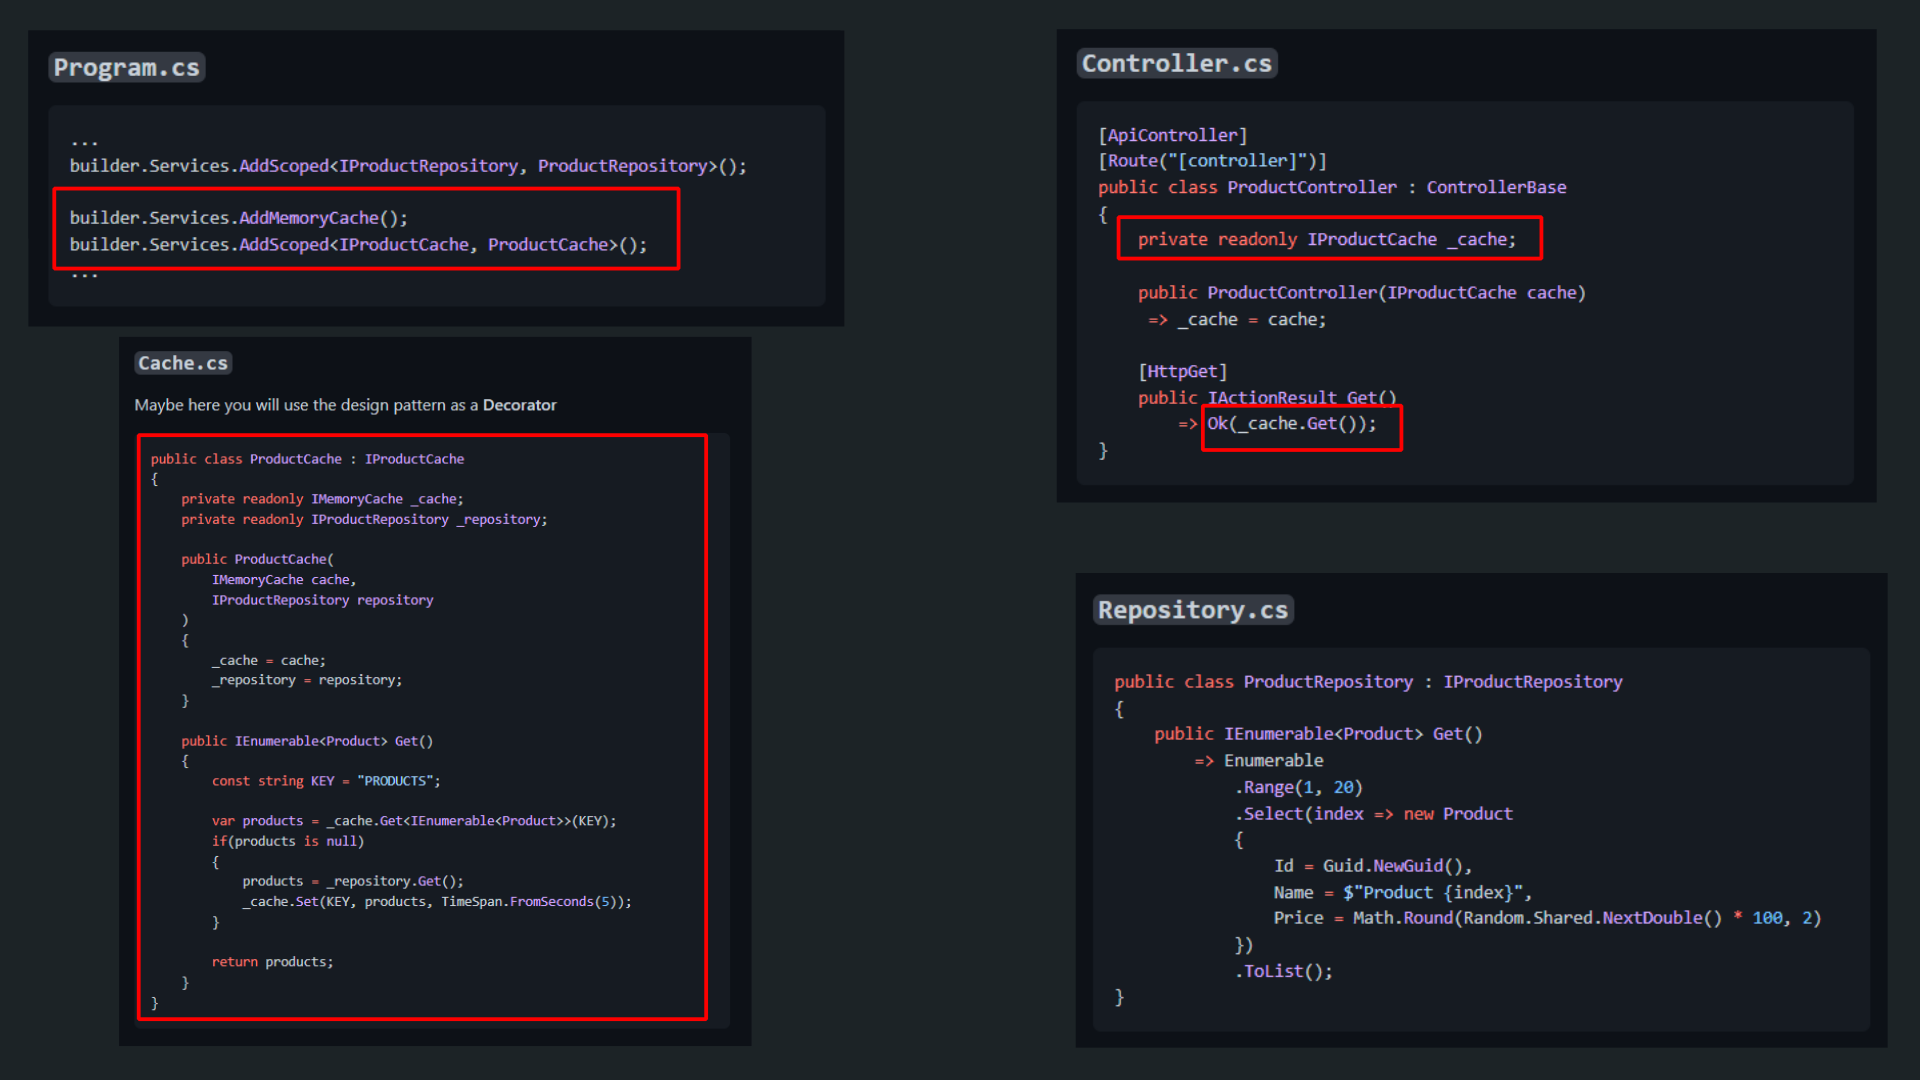 Program.cs
...
builder.Services.AddScoped<IProductRepository, ProductRepository>();
builder.Services.AddMemoryCache();
builder.Services.AddScoped<IProductCache, ProductCache>();
...
Cache.cs
Maybe here you will use the design pattern as a Decorator
public class ProductCache : IProductCache
{
    private readonly IMemoryCache _cache;
    private readonly IProductRepository _repository;
    public ProductCache(
        IMemoryCache cache,
        IProductRepository repository
    )
    {
        _cache = cache;
        _repository = repository;
    }
    public IEnumerable<Product> Get()
    {
        const string KEY = "PRODUCTS";
        var products = _cache.Get<IEnumerable<Product>>(KEY);
        if(products is null)
        {
            products = _repository.Get();
            _cache.Set(KEY, products, TimeSpan.FromSeconds(5));
        }
        return products;
    }
}
Controller.cs
[ApiController]
[Route("[controller]")]
public class ProductController : ControllerBase
{
    private readonly IProductCache _cache;
    public ProductController(IProductCache cache)
     => _cache = cache;
    [HttpGet]
    public IActionResult Get()
        => Ok(_cache.Get());
}
Repository.cs
public class ProductRepository : IProductRepository
{
    public IEnumerable<Product> Get()
        => Enumerable
            .Range(1, 20)
            .Select(index => new Product
            {
                Id = Guid.NewGuid(),
                Name = $"Product {index}",
                Price = Math.Round(Random.Shared.NextDouble() * 100, 2)
            })
            .ToList();
}